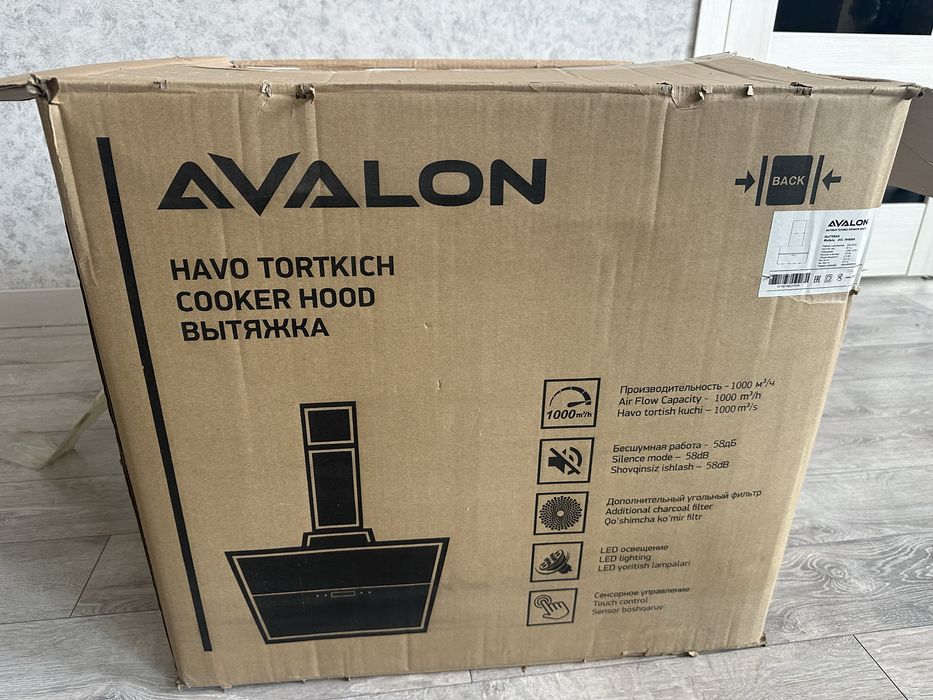 AVALON
HAVO TORTKICH
COOKER HOOD
ВЫТЯЖКА
BACK
AVALON
ВЫТЯЖКА
Модель:
1000m³/h
Производительность - 1000 м³/ч
Air Flow Capacity - 1000 m³/h
Havo tortish kuchi – 1000 m³/s
Бесшумная работа - 58дБ
Silence mode – 58dB
Shovqinsiz ishlash – 58dB
Дополнительный угольный фильтр
Additional charcoal filter
Qo'shimcha ko'mir filtr
LED освещение
LED lighting
LED yoritish lampalari
Сенсорное управление
Touch control
Sensor boshqaruv